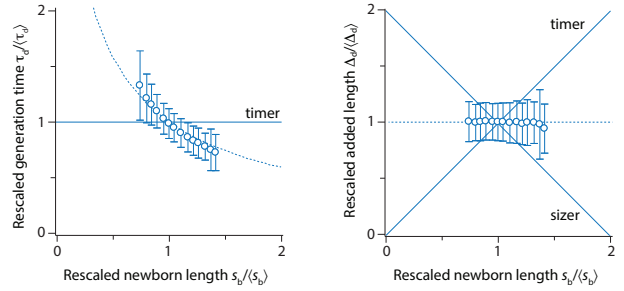 Rescaled generation time τd/⟨τd⟩
2
1
0
0
1
2
timer
Rescaled newborn length sb/⟨sb⟩
Rescaled added length Δd/⟨Δd⟩
2
1
0
0
1
2
timer
sizer
Rescaled newborn length sb/⟨sb⟩